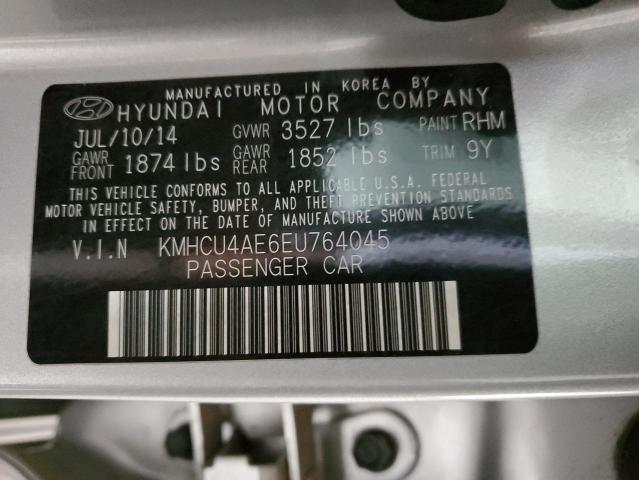 MANUFACTURED IN KOREA BY
HYUNDAI MOTOR COMPANY
JUL/10/14 GVWR 3527 lbs PAINT RHM
GAWR FRONT 1874 lbs GAWR REAR 1852 lbs TRIM 9Y
THIS VEHICLE CONFORMS TO ALL APPLICABLE U.S.A. FEDERAL
MOTOR VEHICLE SAFETY, BUMPER, AND THEFT PREVENTION STANDARDS
IN EFFECT ON THE DATE OF MANUFACTURE SHOWN ABOVE
V.I.N KMHCU4AE6EU764045
PASSENGER CAR